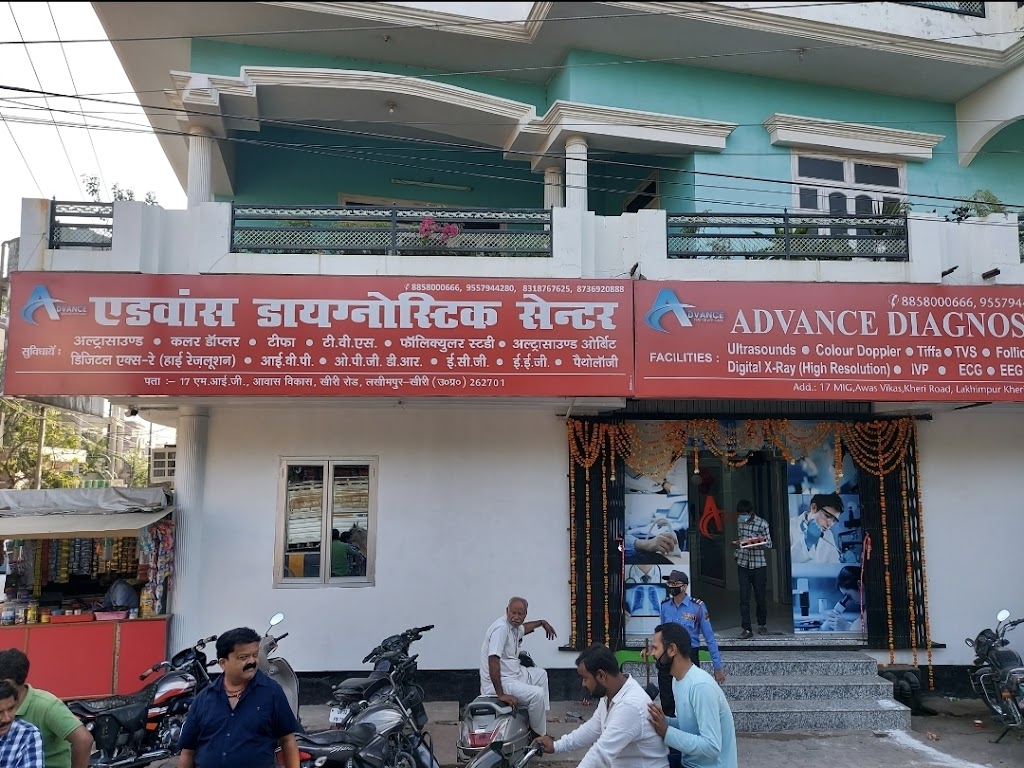 ✆ 8858000666, 9557944280, 8318767625, 8736920888
ADVANCE
एडवांस डायग्नोस्टिक सेन्टर
सुविधायें :
अल्ट्रासाउण्ड • कलर डॉप्लर • टीफा • टी.वी.एस. • फॉलिक्युलर स्टडी • अल्ट्रासाउण्ड ओर्बिट
डिजिटल एक्स-रे (हाई रेज़लूशन) • आई.वी.पी. • ओ.पी.जी. डी.आर. • ई.सी.जी. • ई.ई.जी. • पैथोलॉजी
पता :– 17 एम.आई.जी., आवास विकास, खीरी रोड, लखीमपुर–खीरी (उ०प्र०) 262701
✆ 8858000666, 9557944
ADVANCE
ADVANCE DIAGNOS
FACILITIES :
Ultrasounds • Colour Doppler • Tiffa • TVS • Follic
Digital X-Ray (High Resolution) • IVP • ECG • EEG
Add.: 17 MIG,Awas Vikas,Kheri Road, Lakhimpur Kher